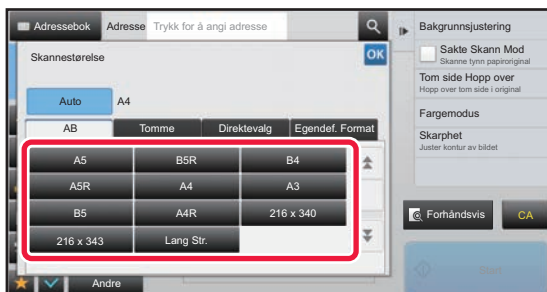 Adressebok Adresse Trykk for å angi adresse
Skannestørelse
OK
Auto A4
AB Tomme Direktevalg Egendef. Format
A5 B5R B4
A5R A4 A3
B5 A4R 216 x 340
216 x 343 Lang Str.
Andre
Bakgrunnsjustering
Sakte Skann Mod
Skanne tynn papiroriginal
Tom side Hopp over
Hopp over tom side i original
Fargemodus
Skarphet
Juster kontur av bildet
Forhåndsvis CA
Start